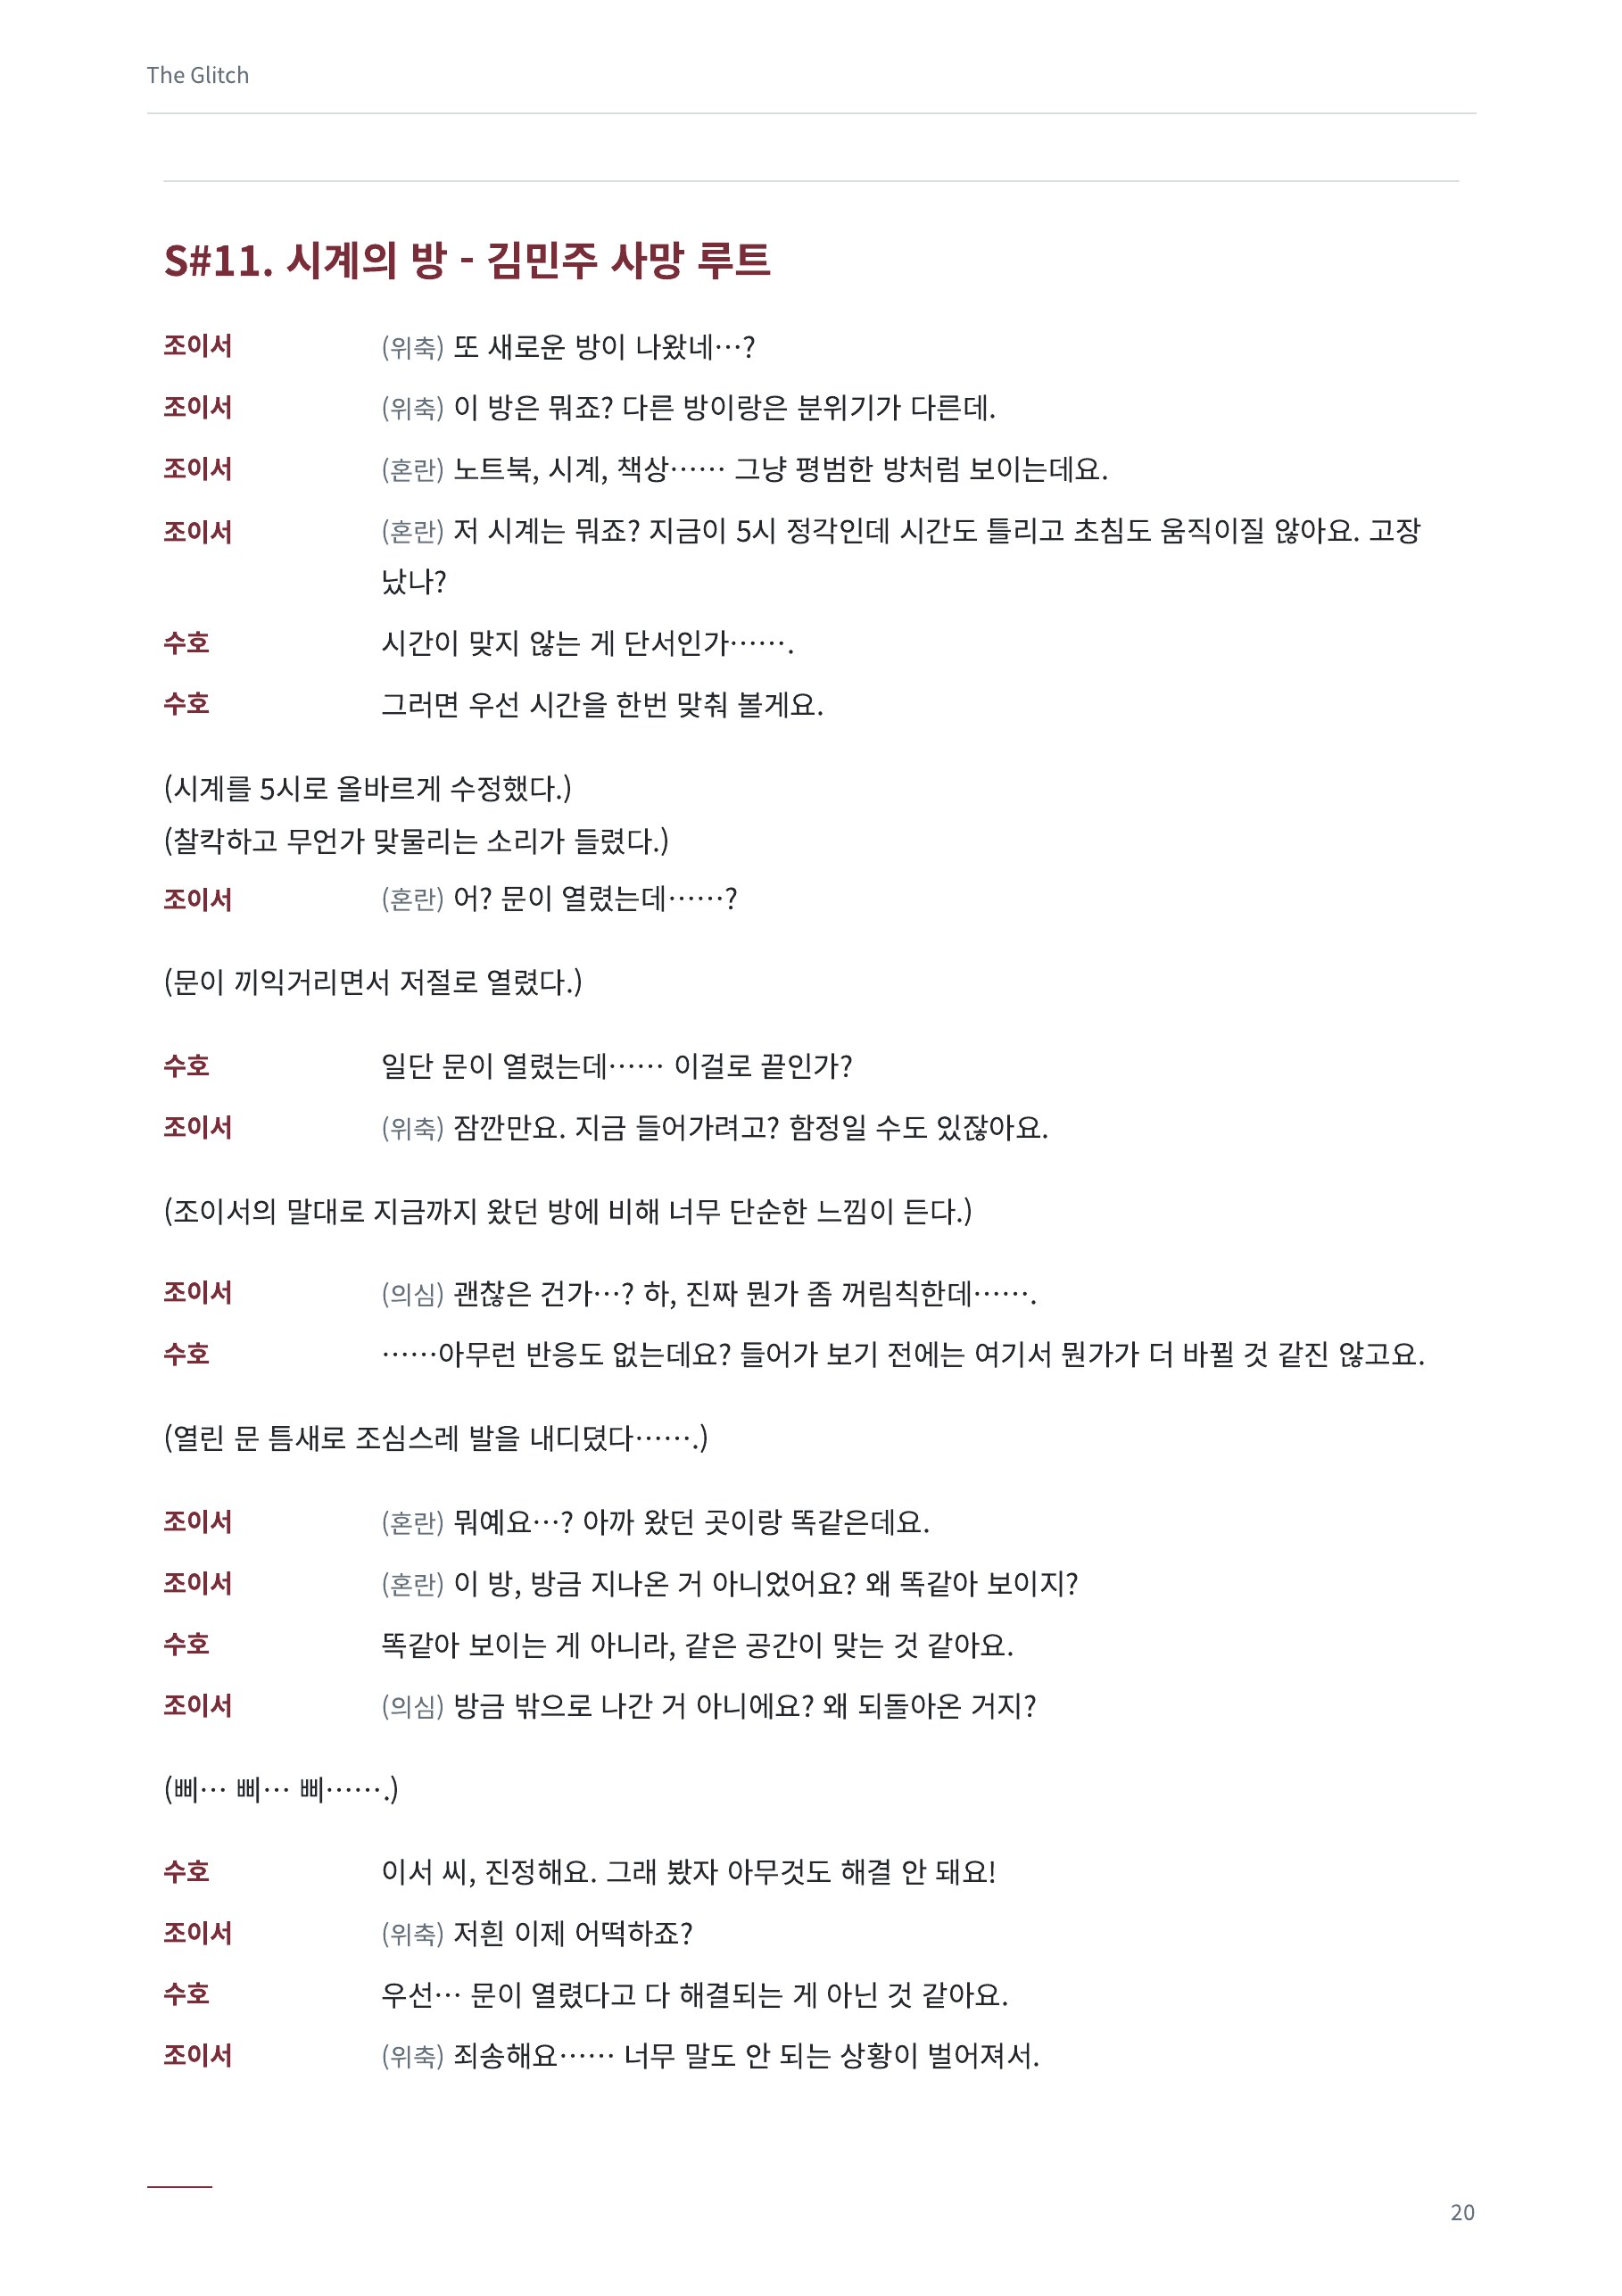 The Glitch
S#11. 시계의 방 - 김민주 사망 루트
조이서 (위축) 또 새로운 방이 나왔네…?
조이서 (위축) 이 방은 뭐죠? 다른 방이랑은 분위기가 다른데.
조이서 (혼란) 노트북, 시계, 책상…… 그냥 평범한 방처럼 보이는데요.
조이서 (혼란) 저 시계는 뭐죠? 지금이 5시 정각인데 시간도 틀리고 초침도 움직이질 않아요. 고장
났나?
수호 시간이 맞지 않는 게 단서인가…….
수호 그러면 우선 시간을 한번 맞춰 볼게요.
(시계를 5시로 올바르게 수정했다.)
(찰칵하고 무언가 맞물리는 소리가 들렸다.)
조이서 (혼란) 어? 문이 열렸는데……?
(문이 끼익거리면서 저절로 열렸다.)
수호 일단 문이 열렸는데…… 이걸로 끝인가?
조이서 (위축) 잠깐만요. 지금 들어가려고? 함정일 수도 있잖아요.
(조이서의 말대로 지금까지 왔던 방에 비해 너무 단순한 느낌이 든다.)
조이서 (의심) 괜찮은 건가…? 하, 진짜 뭔가 좀 꺼림칙한데…….
수호 ……아무런 반응도 없는데요? 들어가 보기 전에는 여기서 뭔가가 더 바뀔 것 같진 않고요.
(열린 문 틈새로 조심스레 발을 내디뎠다…….)
조이서 (혼란) 뭐예요…? 아까 왔던 곳이랑 똑같은데요.
조이서 (혼란) 이 방, 방금 지나온 거 아니었어요? 왜 똑같아 보이지?
수호 똑같아 보이는 게 아니라, 같은 공간이 맞는 것 같아요.
조이서 (의심) 방금 밖으로 나간 거 아니에요? 왜 되돌아온 거지?
(삐… 삐… 삐…….)
수호 이서 씨, 진정해요. 그래 봤자 아무것도 해결 안 돼요!
조이서 (위축) 저흰 이제 어떡하죠?
수호 우선… 문이 열렸다고 다 해결되는 게 아닌 것 같아요.
조이서 (위축) 죄송해요…… 너무 말도 안 되는 상황이 벌어져서.
20